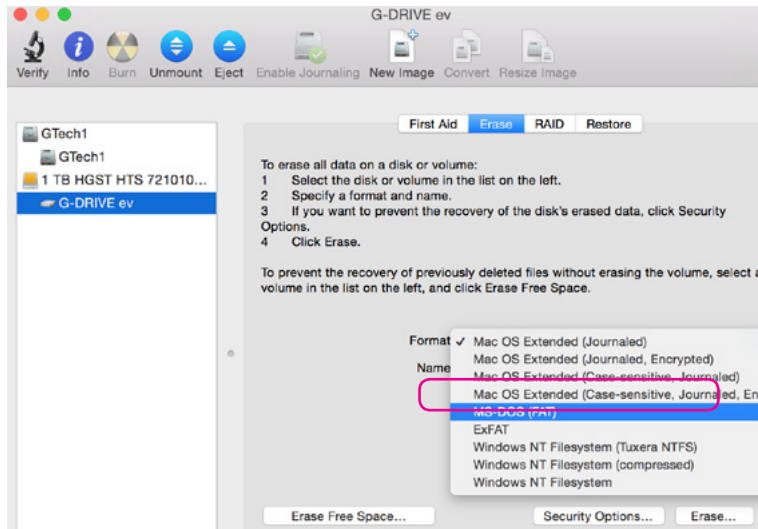 G-DRIVE ev
Verify Info Burn Unmount Eject Enable Journaling New Image Convert Resize Image
First Aid Erase RAID Restore
GTech1
GTech1
1 TB HGST HTS 721010...
G-DRIVE ev
To erase all data on a disk or volume:
1 Select the disk or volume in the list on the left.
2 Specify a format and name.
3 If you want to prevent the recovery of the disk's erased data, click Security
Options.
4 Click Erase.
To prevent the recovery of previously deleted files without erasing the volume, select a
volume in the list on the left, and click Erase Free Space.
Format ✓ Mac OS Extended (Journaled)
Mac OS Extended (Journaled, Encrypted)
Name Mac OS Extended (Case-sensitive, Journaled)
Mac OS Extended (Case-sensitive, Journaled, En
MS-DOS (FAT)
ExFAT
Windows NT Filesystem (Tuxera NTFS)
Windows NT Filesystem (compressed)
Windows NT Filesystem
Erase Free Space... Security Options... Erase...